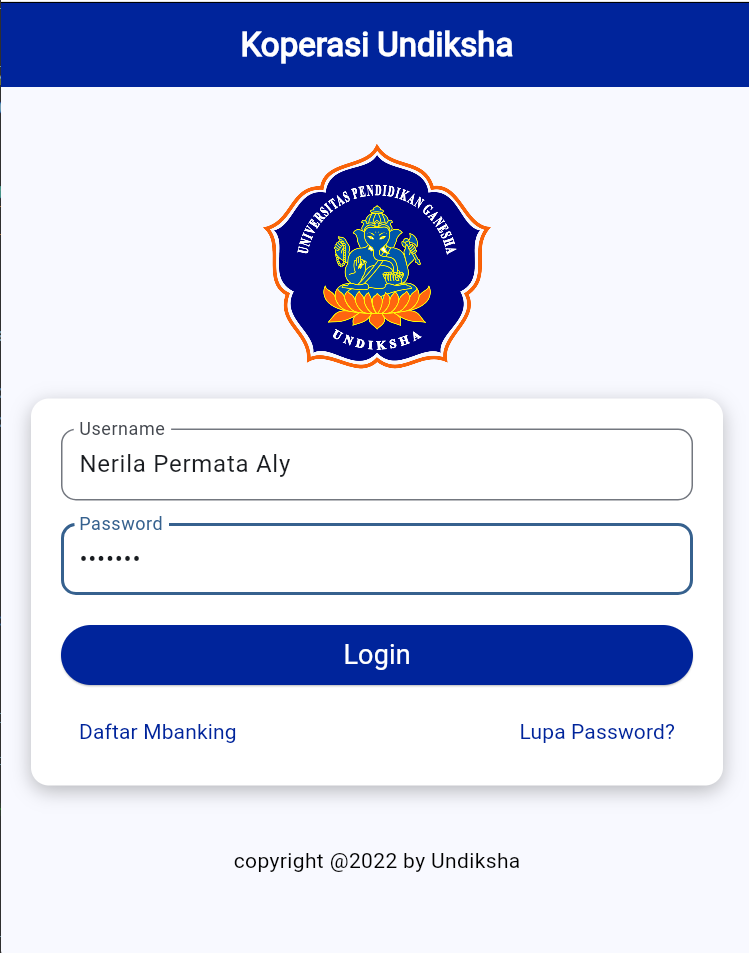 Koperasi Undiksha
UNIVERSITAS PENDIDIKAN GANESHA
UNDIKSHA
Username
Nerila Permata Aly
Password
•••••••
Login
Daftar Mbanking
Lupa Password?
copyright @2022 by Undiksha